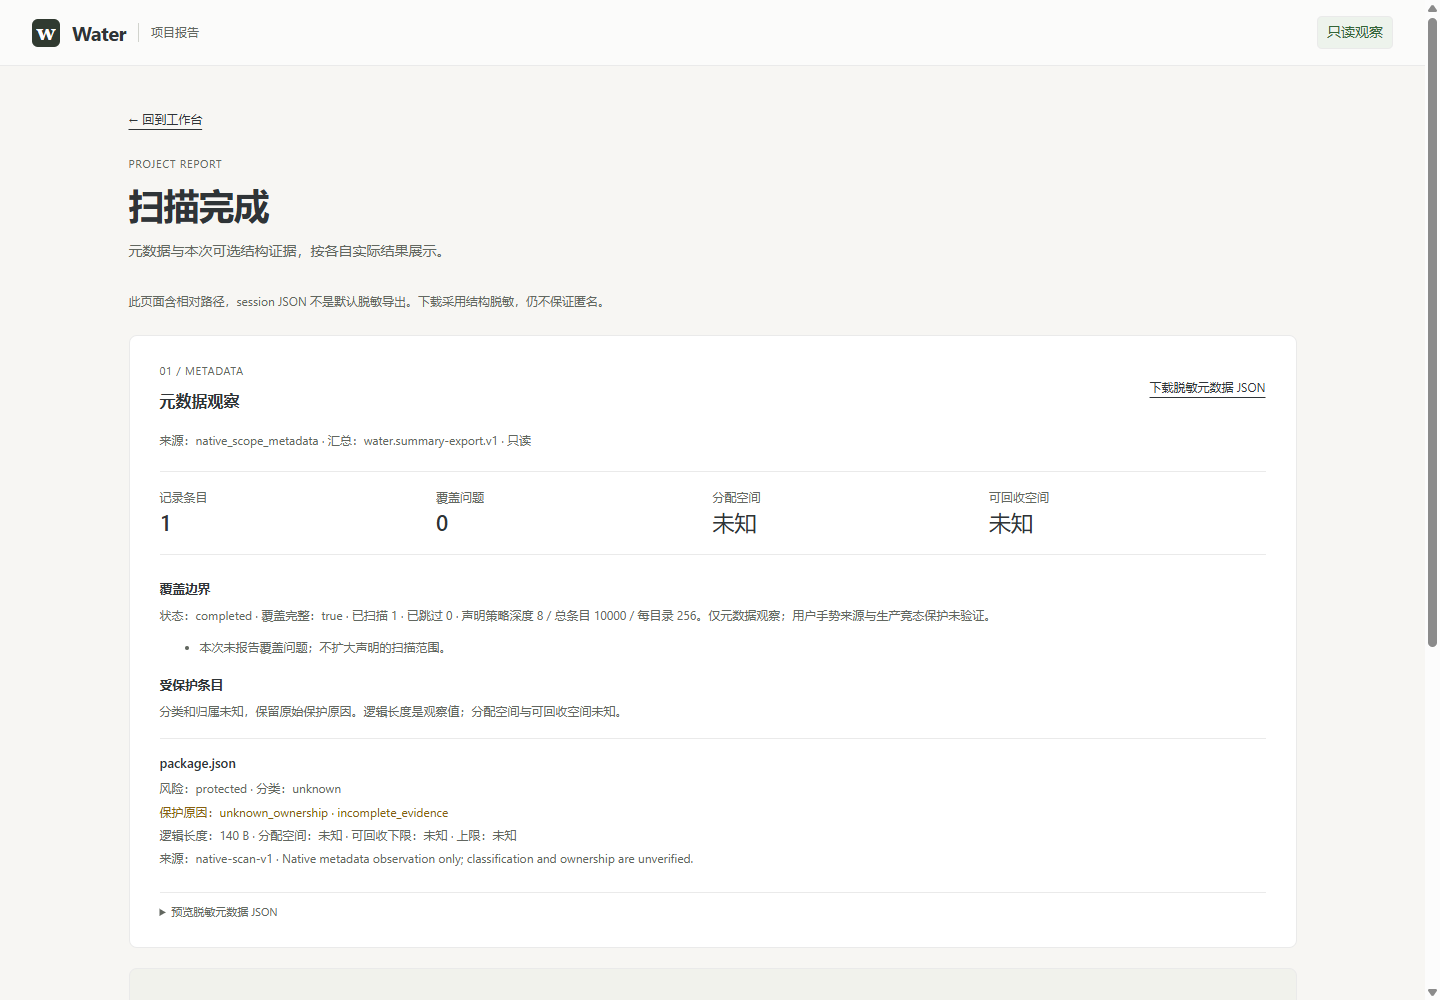 W Water 项目报告 只读观察
← 回到工作台
PROJECT REPORT
扫描完成
元数据与本次可选结构证据，按各自实际结果展示。
此页面含相对路径，session JSON 不是默认脱敏导出。下载采用结构脱敏，仍不保证匿名。
01 / METADATA
元数据观察
下载脱敏元数据 JSON
来源：native_scope_metadata · 汇总：water.summary-export.v1 · 只读
记录条目 覆盖问题 分配空间 可回收空间
1 0 未知 未知
覆盖边界
状态：completed · 覆盖完整：true · 已扫描 1 · 已跳过 0 · 声明策略深度 8 / 总条目 10000 / 每目录 256。仅元数据观察；用户手势来源与生产竞态保护未验证。
• 本次未报告覆盖问题；不扩大声明的扫描范围。
受保护条目
分类和归属未知，保留原始保护原因。逻辑长度是观察值；分配空间与可回收空间未知。
package.json
风险：protected · 分类：unknown
保护原因：unknown_ownership · incomplete_evidence
逻辑长度：140 B · 分配空间：未知 · 可回收下限：未知 · 上限：未知
来源：native-scan-v1 · Native metadata observation only; classification and ownership are unverified.
▶ 预览脱敏元数据 JSON